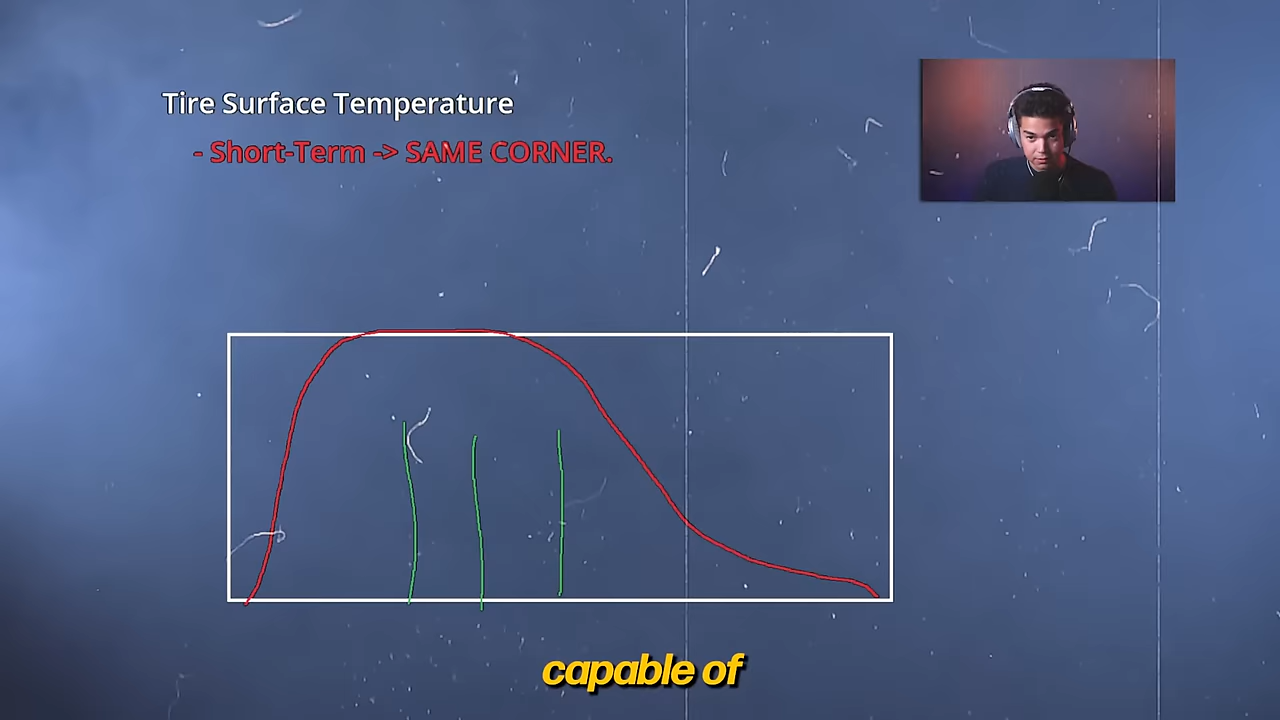 Tire Surface Temperature
- Short-Term -> SAME CORNER.
capable of